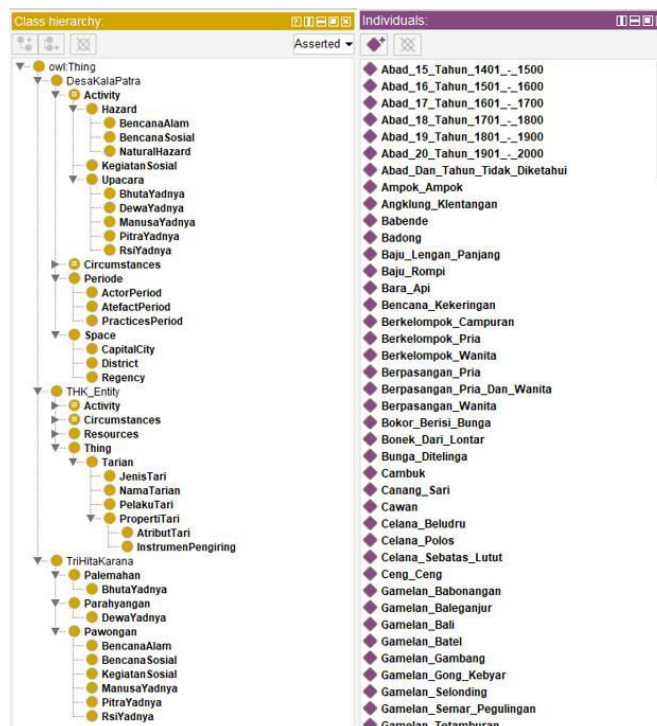 Class hierarchy:
Asserted
owl:Thing
DesaKalaPatra
Activity
Hazard
BencanaAlam
BencanaSosial
NaturalHazard
KegiatanSosial
Upacara
BhutaYadnya
DewaYadnya
ManusaYadnya
PitraYadnya
RsiYadnya
Circumstances
Periode
ActorPeriod
AtefactPeriod
PracticesPeriod
Space
CapitalCity
District
Regency
THK_Entity
Activity
Circumstances
Resources
Thing
Tarian
JenisTari
NamaTarian
PelakuTari
PropertiTari
AtributTari
InstrumenPengiring
TriHitaKarana
Palemahan
BhutaYadnya
Parahyangan
DewaYadnya
Pawongan
BencanaAlam
BencanaSosial
KegiatanSosial
ManusaYadnya
PitraYadnya
RsiYadnya
Individuals:
Abad_15_Tahun_1401_-_1500
Abad_16_Tahun_1501_-_1600
Abad_17_Tahun_1601_-_1700
Abad_18_Tahun_1701_-_1800
Abad_19_Tahun_1801_-_1900
Abad_20_Tahun_1901_-_2000
Abad_Dan_Tahun_Tidak_Diketahui
Ampok_Ampok
Angklung_Klentangan
Babende
Badong
Baju_Lengan_Panjang
Baju_Rompi
Bara_Api
Bencana_Kekeringan
Berkelompok_Campuran
Berkelompok_Pria
Berkelompok_Wanita
Berpasangan_Pria
Berpasangan_Pria_Dan_Wanita
Berpasangan_Wanita
Bokor_Berisi_Bunga
Bonek_Dari_Lontar
Bunga_Ditelinga
Cambuk
Canang_Sari
Cawan
Celana_Beludru
Celana_Polos
Celana_Sebatas_Lutut
Ceng_Ceng
Gamelan_Babonangan
Gamelan_Baleganjur
Gamelan_Bali
Gamelan_Batel
Gamelan_Gambang
Gamelan_Gong_Kebyar
Gamelan_Selonding
Gamelan_Semar_Pegulingan
Gamelan_Tetamburan